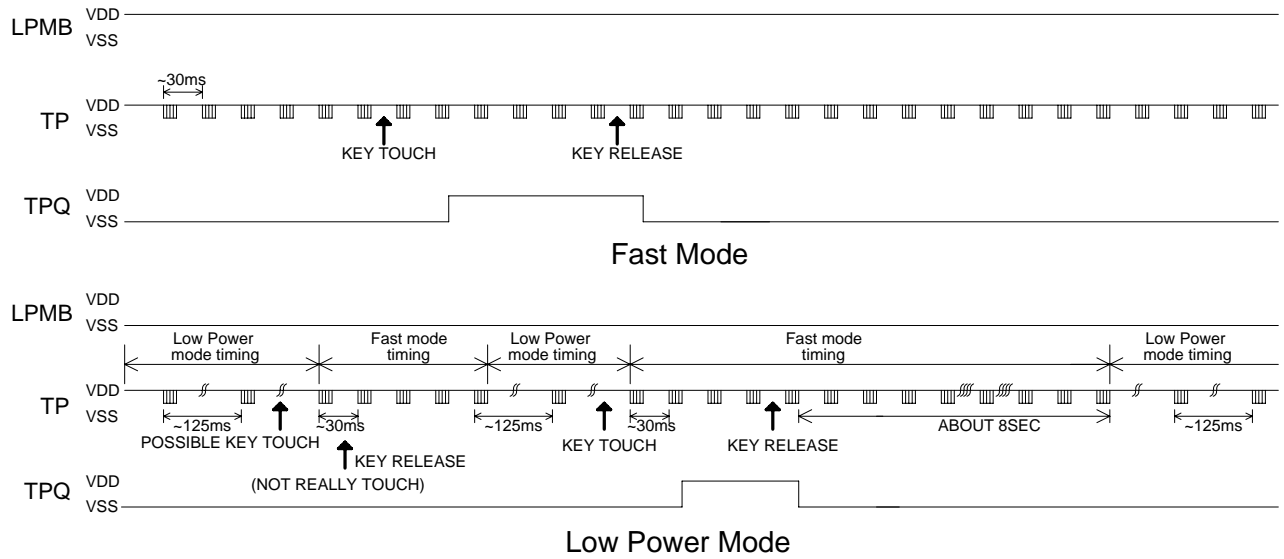 LPMB
VDD
VSS
~30ms
TP
VDD
VSS
KEY TOUCH
KEY RELEASE
TPQ
VDD
VSS
Fast Mode
LPMB
VDD
VSS
Low Power
mode timing
Fast mode
timing
Low Power
mode timing
Fast mode
timing
Low Power
mode timing
TP
VDD
VSS
~125ms
~30ms
~125ms
~30ms
ABOUT 8SEC
~125ms
POSSIBLE KEY TOUCH
KEY TOUCH
KEY RELEASE
KEY RELEASE
(NOT REALLY TOUCH)
TPQ
VDD
VSS
Low Power Mode